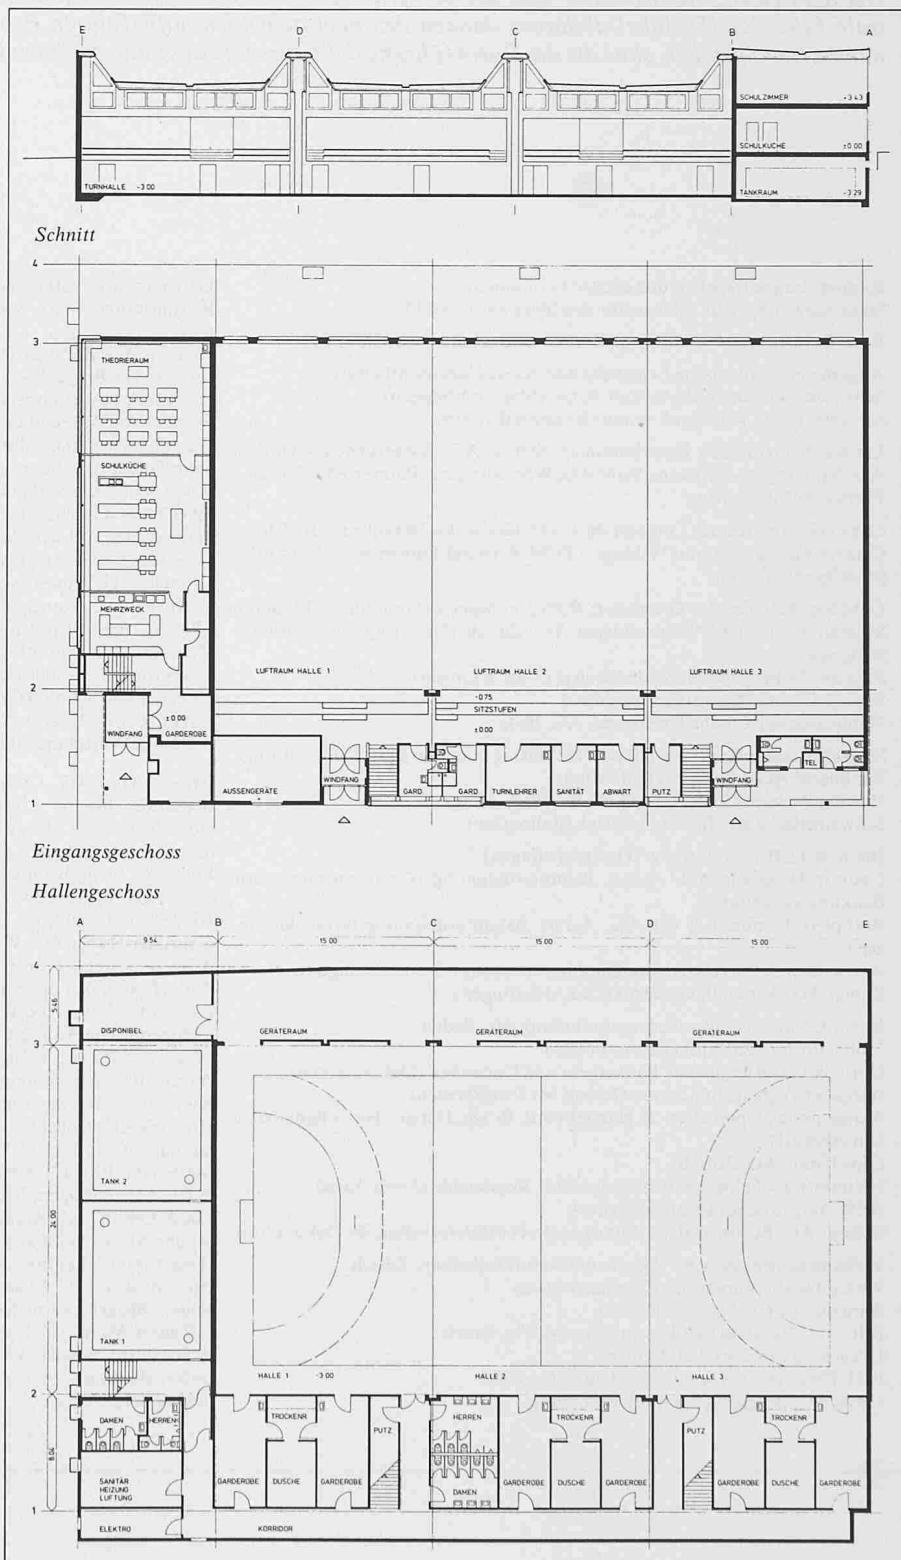 E D C B A
SCHULZIMMER +3.43
SCHULKÜCHE ±0.00
TURNHALLE -3.00
TANKRAUM -3.29
Schnitt
4
3
THEORIERAUM
SCHULKÜCHE
MEHRZWECK
LUFTRAUM HALLE 1 LUFTRAUM HALLE 2 LUFTRAUM HALLE 3
2
-0.75
SITZSTUFEN
±0.00 ±0.00
WINDFANG GARDEROBE
WINDFANG WINDFANG TEL
AUSSENGERÄTE GARD. GARD. TURNLEHRER SANITÄT ABWART PUTZ
1
Eingangsgeschoss
Hallengeschoss
A B C D E
9.54 15.00 15.00 15.00
4
5.46
DISPONIBEL GERÄTERAUM GERÄTERAUM GERÄTERAUM
3
TANK 2
24.00
TANK 1
HALLE 1 -3.00 HALLE 2 HALLE 3
2
DAMEN HERREN TROCKENR. PUTZ HERREN TROCKENR. PUTZ TROCKENR.
8.04
SANITÄR
HEIZUNG
LÜFTUNG
GARDEROBE DUSCHE GARDEROBE DAMEN GARDEROBE DUSCHE GARDEROBE GARDEROBE DUSCHE GARDEROBE
1
ELEKTRO KORRIDOR